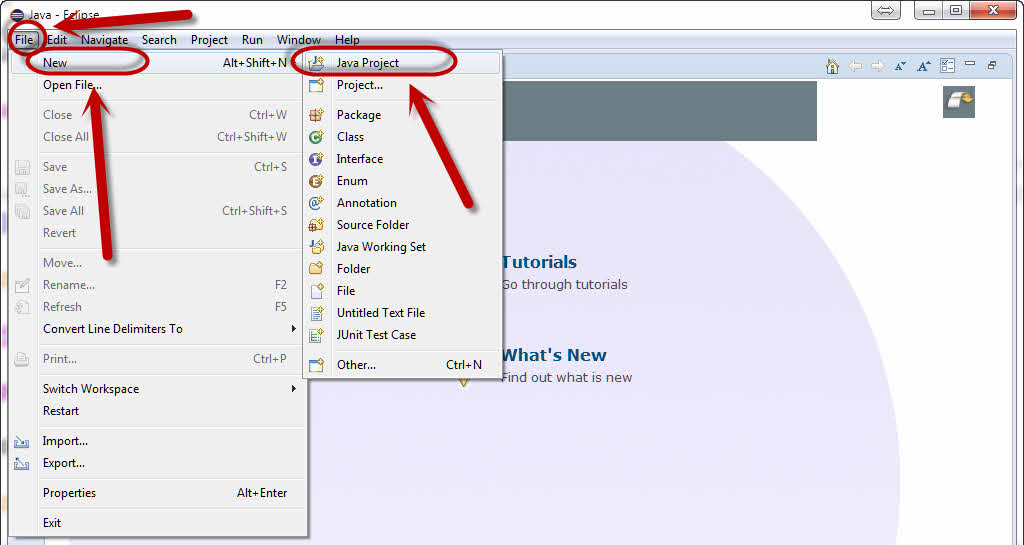 Java - Eclipse
File Edit Navigate Search Project Run Window Help
New Alt+Shift+N
Open File...
Close Ctrl+W
Close All Ctrl+Shift+W
Save Ctrl+S
Save As...
Save All Ctrl+Shift+S
Revert
Move...
Rename... F2
Refresh F5
Convert Line Delimiters To
Print... Ctrl+P
Switch Workspace
Restart
Import...
Export...
Properties Alt+Enter
Exit
Java Project
Project...
Package
Class
Interface
Enum
Annotation
Source Folder
Java Working Set
Folder
File
Untitled Text File
JUnit Test Case
Other... Ctrl+N
Tutorials
Go through tutorials
What's New
Find out what is new